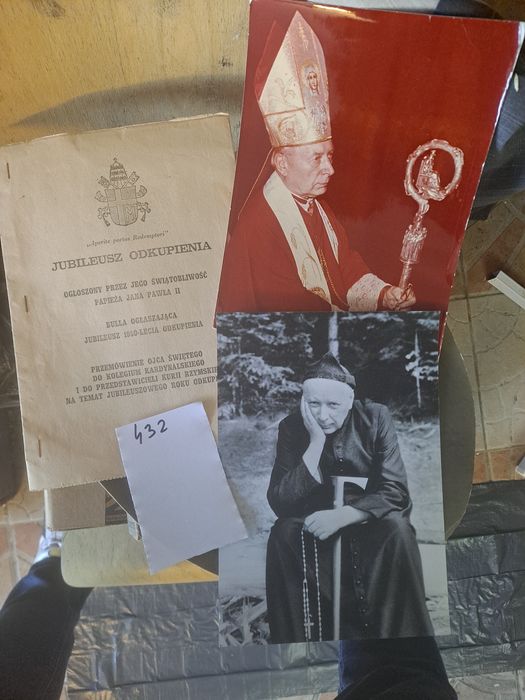 „Aperite portas Redemptori”
JUBILEUSZ ODKUPIENIA
OGŁOSZONY PRZEZ JEGO ŚWIĄTOBLIWOŚĆ
PAPIEŻA JANA PAWŁA II
BULLA OGŁASZAJĄCA
JUBILEUSZ 1950-LECIA ODKUPIENIA
PRZEMÓWIENIE OJCA ŚWIĘTEGO
DO KOLEGIUM KARDYNALSKIEGO
I DO PRZEDSTAWICIELI KURII RZYMSKIE
NA TEMAT JUBILEUSZOWEGO ROKU ODKUP
432